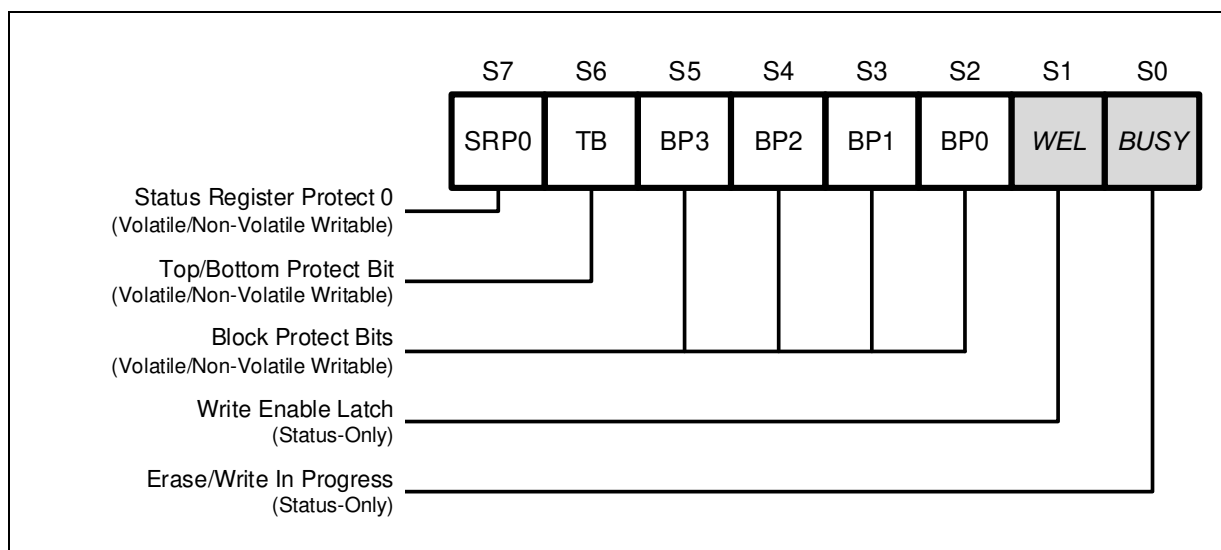 S7 S6 S5 S4 S3 S2 S1 S0
SRP0 TB BP3 BP2 BP1 BP0 WEL BUSY
Status Register Protect 0
(Volatile/Non-Volatile Writable)
Top/Bottom Protect Bit
(Volatile/Non-Volatile Writable)
Block Protect Bits
(Volatile/Non-Volatile Writable)
Write Enable Latch
(Status-Only)
Erase/Write In Progress
(Status-Only)